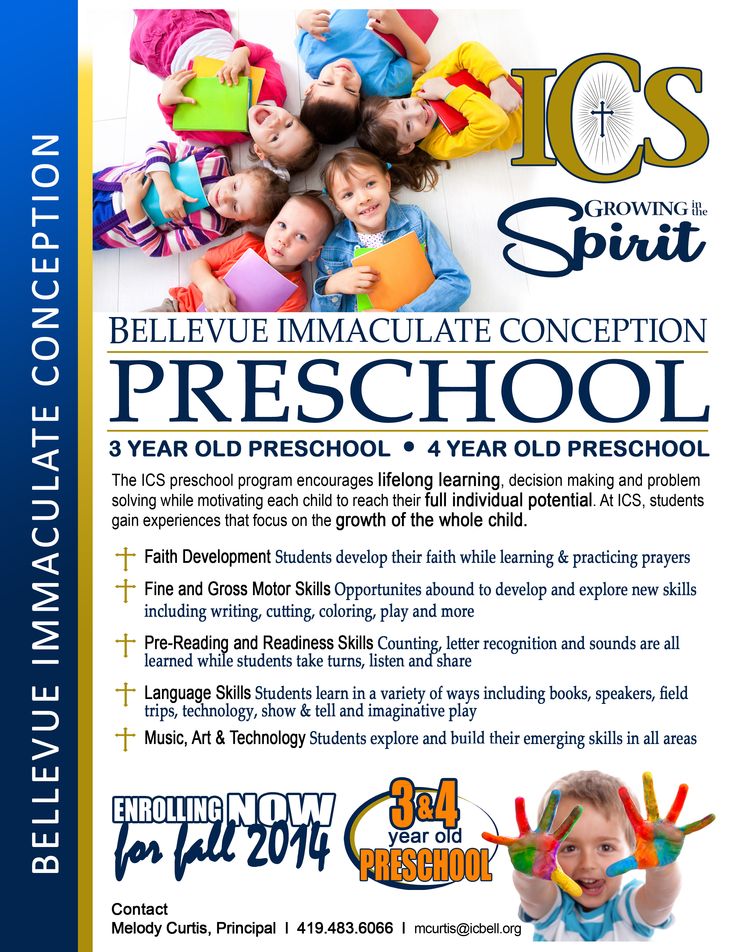 BELLEVUE IMMACULATE CONCEPTION
ICS
GROWING in the
Spirit
BELLEVUE IMMACULATE CONCEPTION
PRESCHOOL
3 YEAR OLD PRESCHOOL • 4 YEAR OLD PRESCHOOL
The ICS preschool program encourages lifelong learning, decision making and problem
solving while motivating each child to reach their full individual potential. At ICS, students
gain experiences that focus on the growth of the whole child.
Faith Development Students develop their faith while learning & practicing prayers
Fine and Gross Motor Skills Opportunites abound to develop and explore new skills
including writing, cutting, coloring, play and more
Pre-Reading and Readiness Skills Counting, letter recognition and sounds are all
learned while students take turns, listen and share
Language Skills Students learn in a variety of ways including books, speakers, field
trips, technology, show & tell and imaginative play
Music, Art & Technology Students explore and build their emerging skills in all areas
ENROLLING NOW
for fall 2014
3&4
year old
PRESCHOOL
Contact
Melody Curtis, Principal | 419.483.6066 | mcurtis@icbell.org